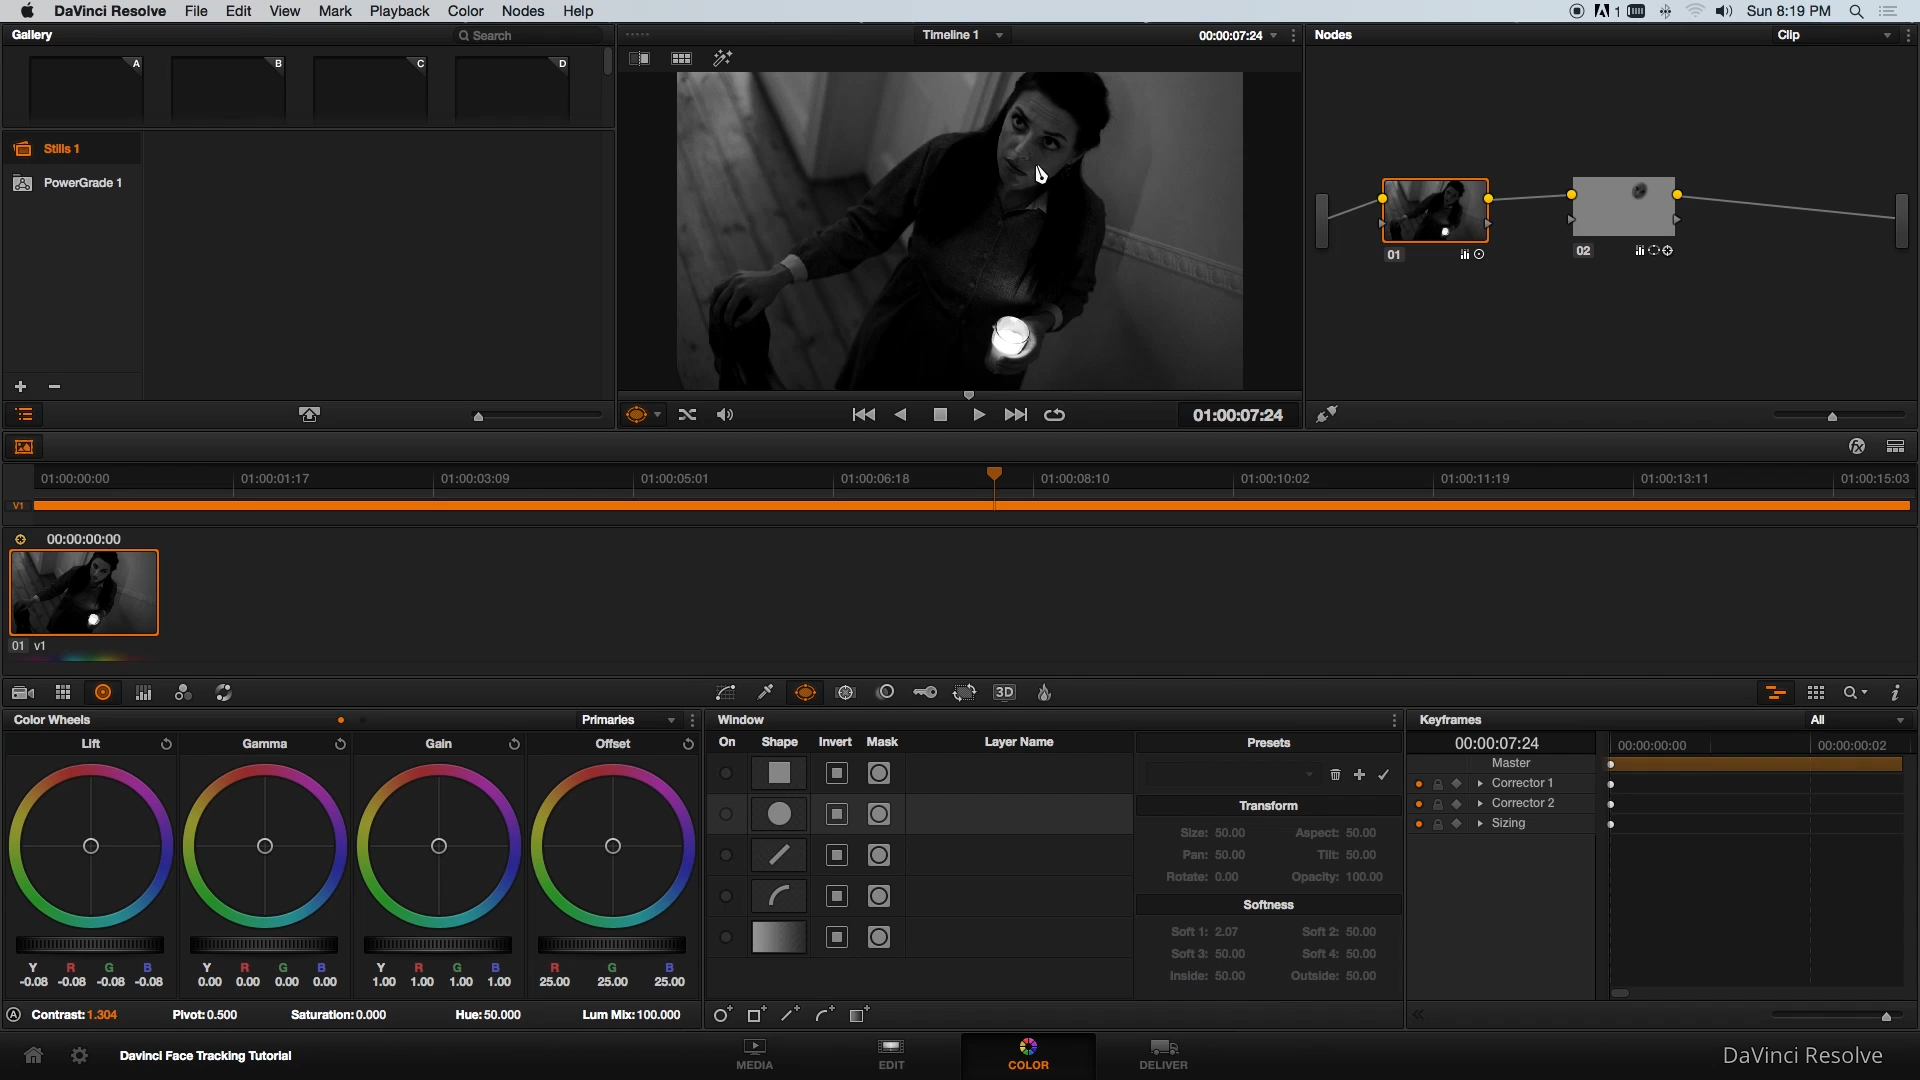 DaVinci Resolve File Edit View Mark Playback Color Nodes Help 1 Sun 8:19 PM
Gallery Search Timeline 1 00:00:07:24 Nodes Clip
A B C D
Stills 1
PowerGrade 1
01 02
01:00:07:24
01:00:00:00 01:00:01:17 01:00:03:09 01:00:05:01 01:00:06:18 01:00:08:10 01:00:10:02 01:00:11:19 01:00:13:11 01:00:15:03
V1
00:00:00:00
01 v1
3D
Color Wheels Primaries Window Keyframes All
Lift Gamma Gain Offset On Shape Invert Mask Layer Name Presets 00:00:07:24 00:00:00:00 00:00:00:02
Master
Corrector 1
Corrector 2
Sizing
Transform
Size: 50.00 Aspect: 50.00
Pan: 50.00 Tilt: 50.00
Rotate: 0.00 Opacity: 100.00
Softness
Soft 1: 2.07 Soft 2: 50.00
Soft 3: 50.00 Soft 4: 50.00
Inside: 50.00 Outside: 50.00
Y R G B Y R G B Y R G B R G B
-0.08 -0.08 -0.08 -0.08 0.00 0.00 0.00 0.00 1.00 1.00 1.00 1.00 25.00 25.00 25.00
A Contrast:1.304 Pivot:0.500 Saturation:0.000 Hue:50.000 Lum Mix:100.000
Davinci Face Tracking Tutorial MEDIA EDIT COLOR DELIVER DaVinci Resolve